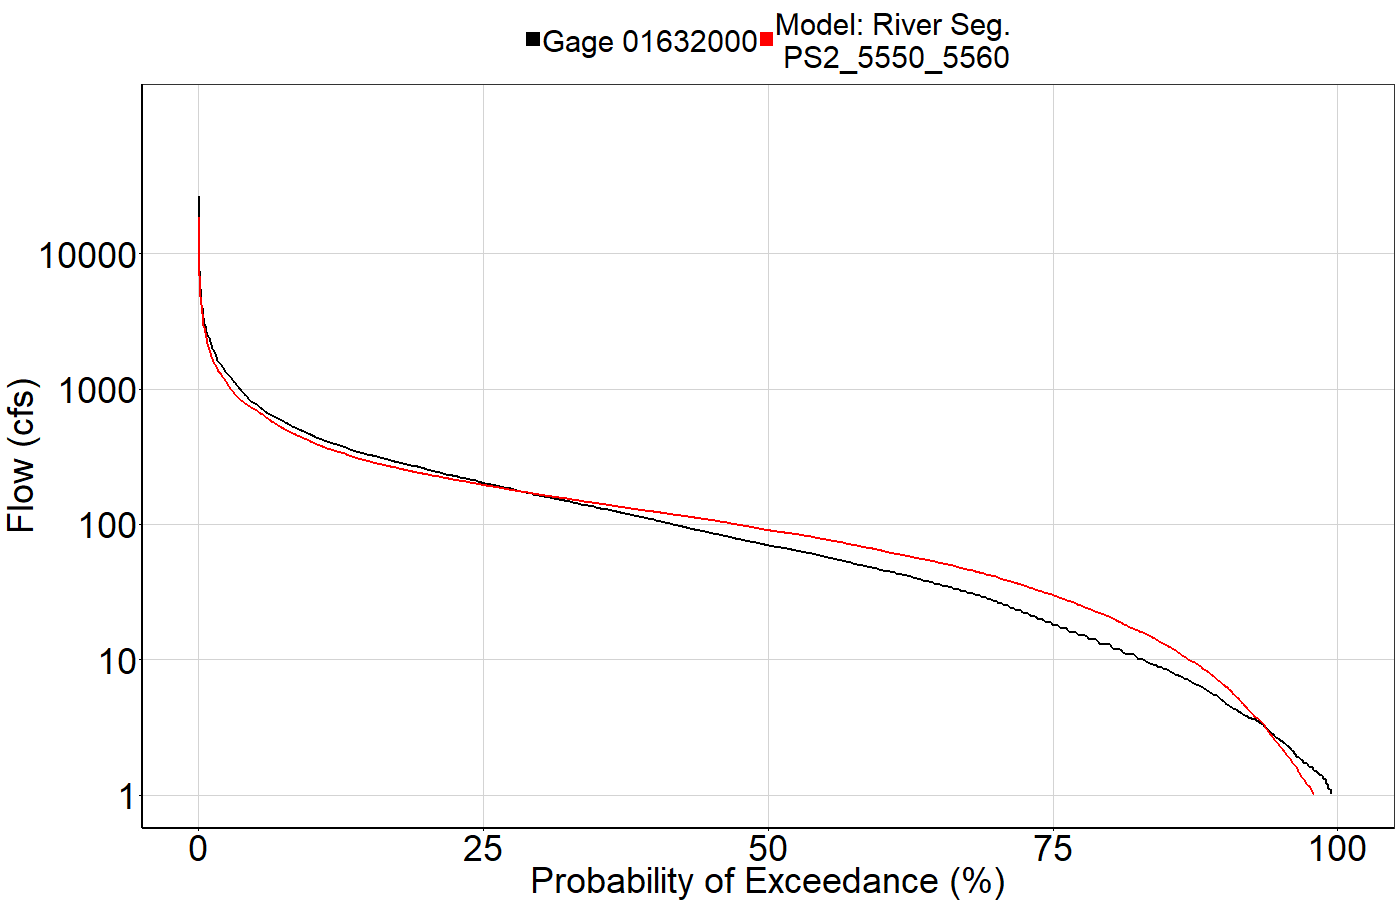 Gage 01632000
Model: River Seg.
PS2_5550_5560
Flow (cfs)
10000
1000
100
10
1
0 25 50 75 100
Probability of Exceedance (%)